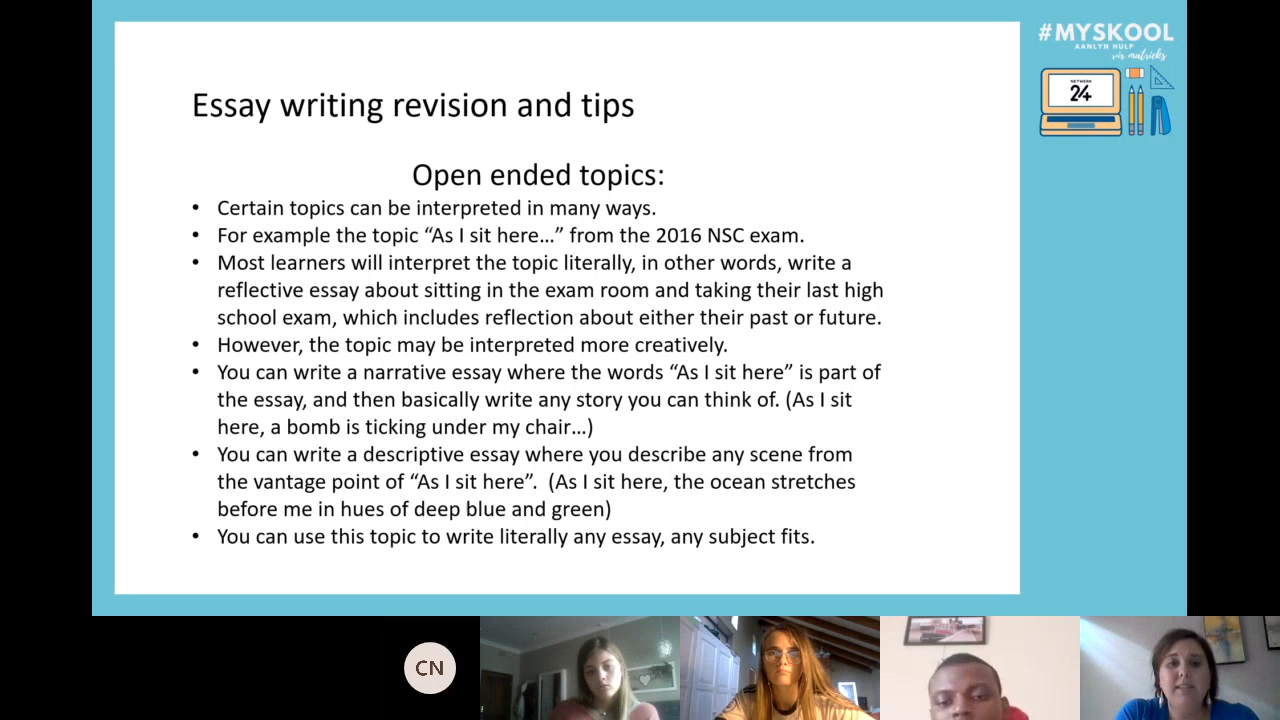 #MYSKOOL
AANLYN HULP
vir matrieks
NETWERK
24
Essay writing revision and tips
Open ended topics:
• Certain topics can be interpreted in many ways.
• For example the topic “As I sit here…” from the 2016 NSC exam.
• Most learners will interpret the topic literally, in other words, write a
reflective essay about sitting in the exam room and taking their last high
school exam, which includes reflection about either their past or future.
• However, the topic may be interpreted more creatively.
• You can write a narrative essay where the words “As I sit here” is part of
the essay, and then basically write any story you can think of. (As I sit
here, a bomb is ticking under my chair…)
• You can write a descriptive essay where you describe any scene from
the vantage point of “As I sit here”.  (As I sit here, the ocean stretches
before me in hues of deep blue and green)
• You can use this topic to write literally any essay, any subject fits.
CN